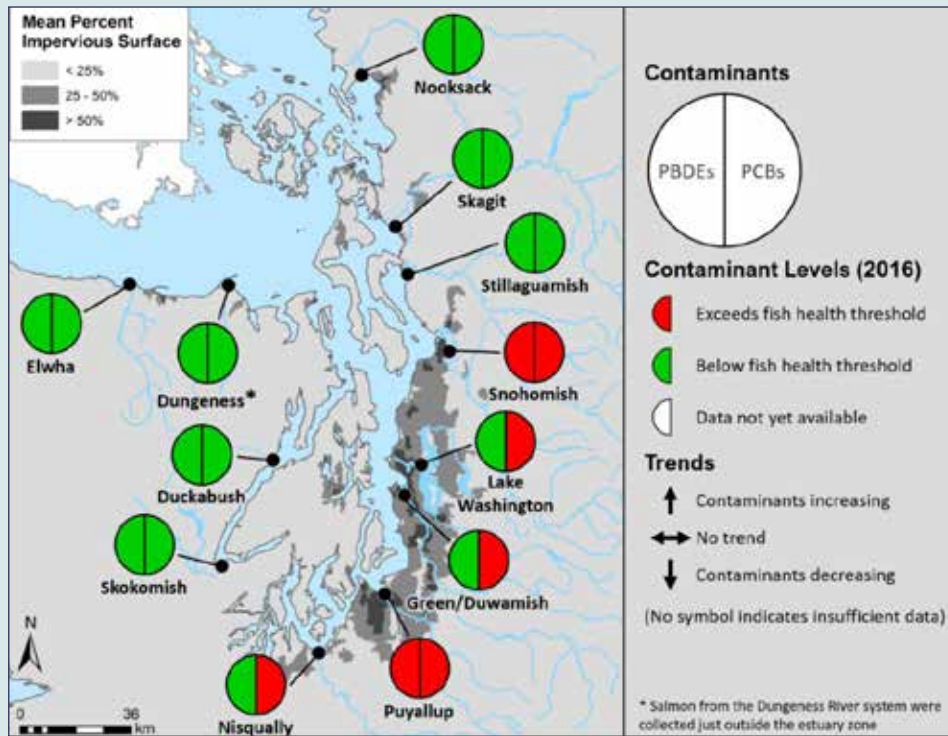 Mean Percent
Impervious Surface
< 25%
25 - 50%
> 50%
Nooksack
Skagit
Stillaguamish
Elwha
Dungeness*
Snohomish
Duckabush
Lake
Washington
Skokomish
Green/Duwamish
Nisqually
Puyallup
N
0
36
km
Contaminants
PBDEs
PCBs
Contaminant Levels (2016)
Exceeds fish health threshold
Below fish health threshold
Data not yet available
Trends
Contaminants increasing
No trend
Contaminants decreasing
(No symbol indicates insufficient data)
* Salmon from the Dungeness River system were
collected just outside the estuary zone